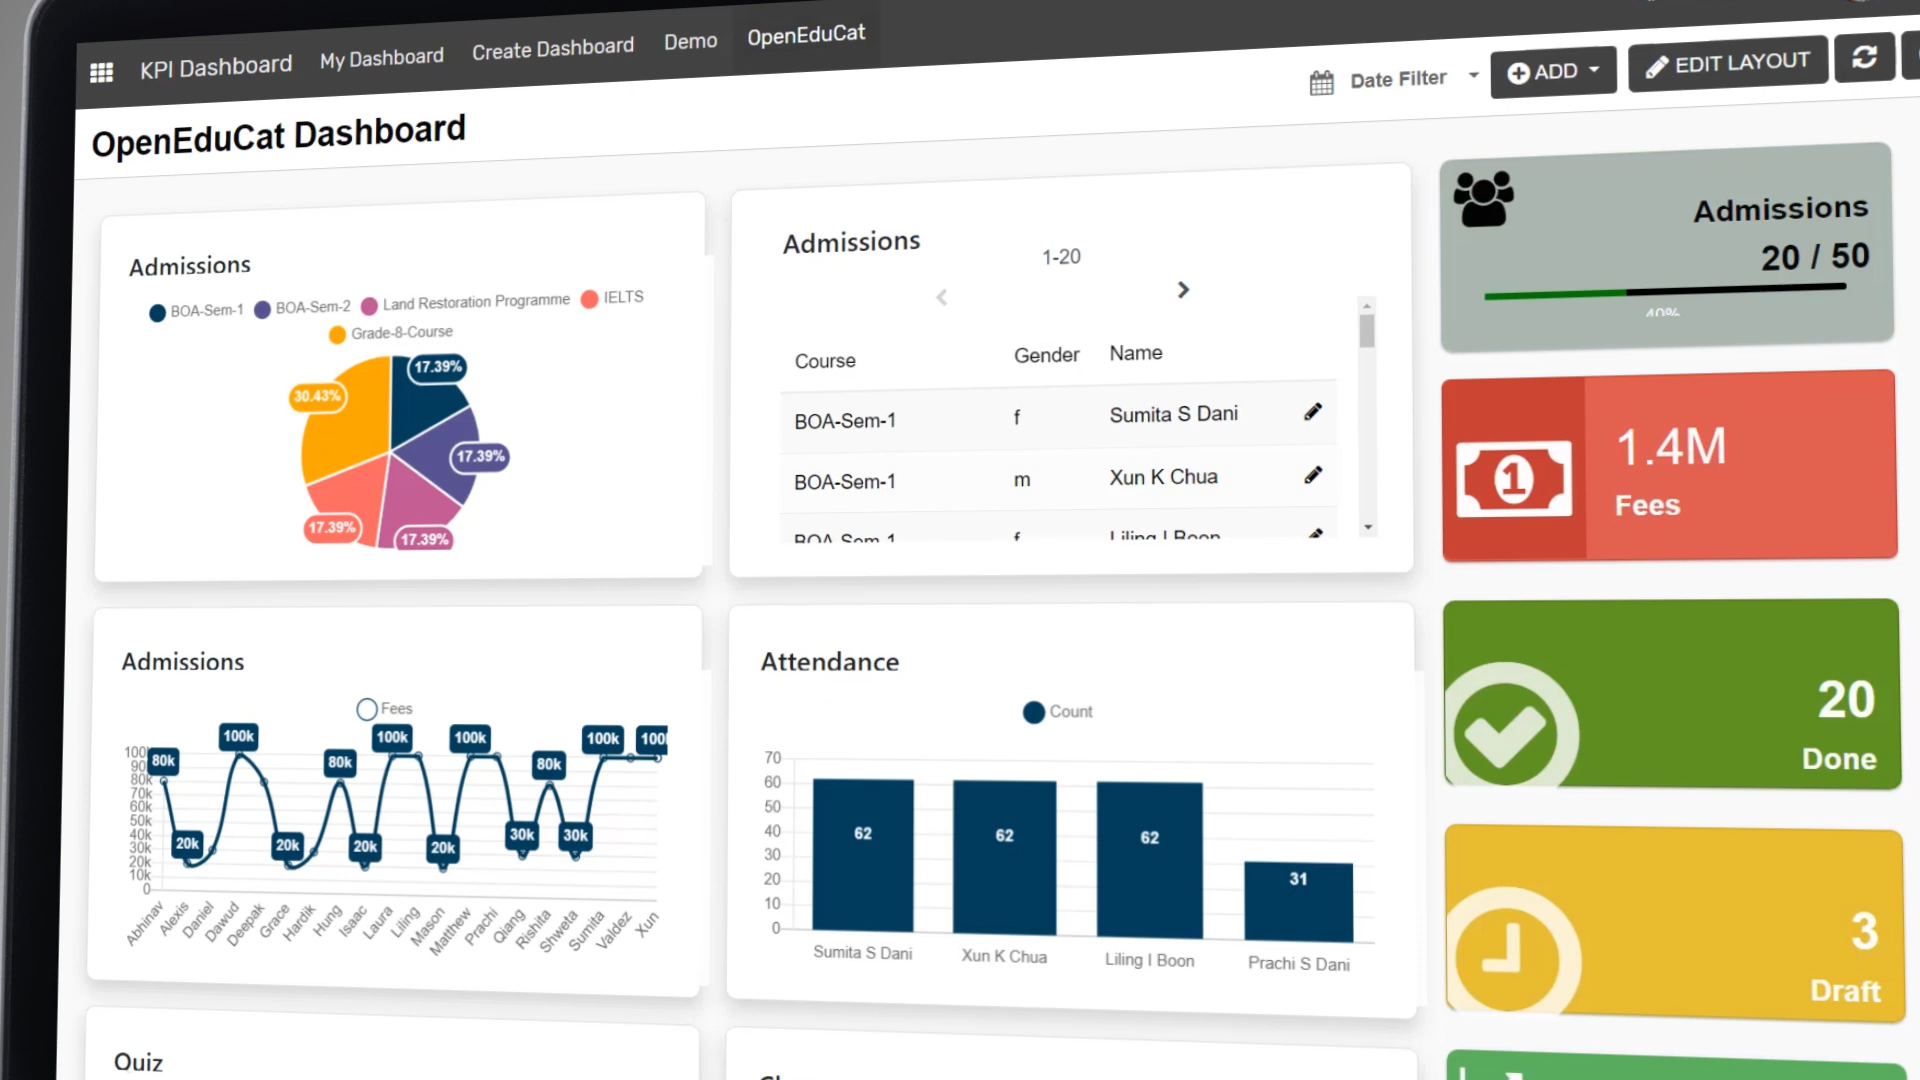 KPI Dashboard My Dashboard Create Dashboard Demo OpenEduCat
OpenEduCat Dashboard
Date Filter ADD EDIT LAYOUT
Admissions
BOA-Sem-1 BOA-Sem-2 Land Restoration Programme IELTS
Grade-8-Course
17.39%
30.43%
17.39%
17.39%
17.39%
Admissions
1-20
Course Gender Name
BOA-Sem-1 f Sumita S Dani
BOA-Sem-1 m Xun K Chua
BOA-Sem-1 f Liling I Boon
Admissions
20 / 50
40%
1
1.4M
Fees
Admissions
Fees
100k
90k
80k
70k
60k
50k
40k
30k
20k
10k
0
80k 20k 100k 20k 80k 20k 100k 20k 100k 30k 80k 30k 100k 100k
Abhinav Alexis Daniel Dawud Deepak Grace Hardik Hung Isaac Laura Liling Mason Matthew Prachi Qiang Rishita Shweta Sumita Valdez Xun
Attendance
Count
70
60
50
40
30
20
10
0
62 62 62 31
Sumita S Dani Xun K Chua Liling I Boon Prachi S Dani
20
Done
3
Draft
Quiz